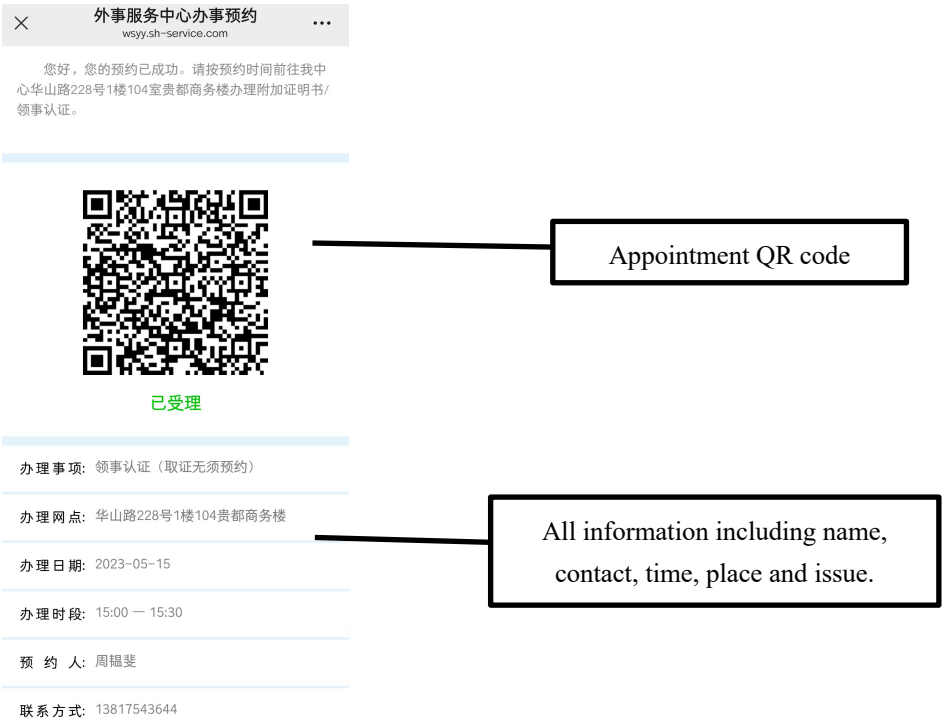 外事服务中心办事预约
wsyy.sh-service.com
您好，您的预约已成功。请按预约时间前往我中
心华山路228号1楼104室贵都商务楼办理附加证明书/
领事认证。
Appointment QR code
已受理
办理事项: 领事认证（取证无须预约）
办理网点: 华山路228号1楼104贵都商务楼
All information including name,
contact, time, place and issue.
办理日期: 2023-05-15
办理时段: 15:00 — 15:30
预 约 人: 周韫斐
联系方式: 13817543644